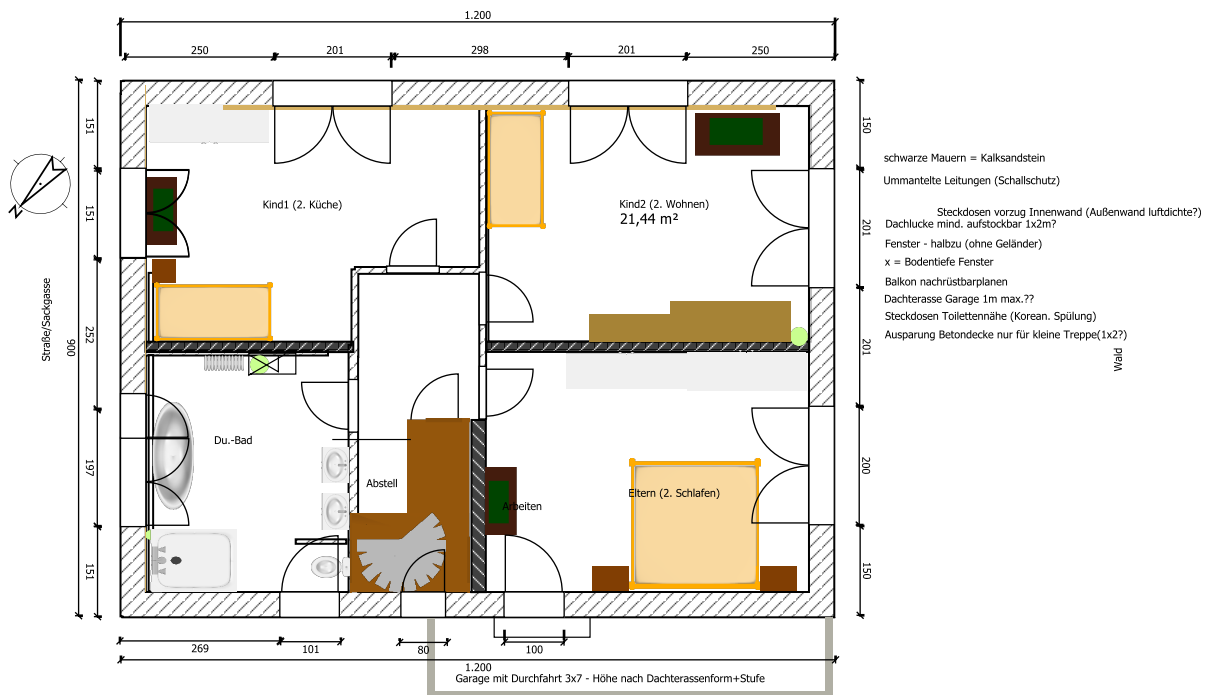 1.200
250
201
298
201
250
151
151
252
197
151
900
Straße/Sackgasse
N
Kind1 (2. Küche)
Kind2 (2. Wohnen)
21,44 m²
Du.-Bad
Abstell
Arbeiten
Eltern (2. Schlafen)
150
201
201
200
150
schwarze Mauern = Kalksandstein
Ummantelte Leitungen (Schallschutz)
Steckdosen vorzug Innenwand (Außenwand luftdichte?)
Dachlucke mind. aufstockbar 1x2m?
Fenster - halbzu (ohne Geländer)
x = Bodentiefe Fenster
Balkon nachrüstbarplanen
Dachterasse Garage 1m max.??
Steckdosen Toilettennähe (Korean. Spülung)
Ausparung Betondecke nur für kleine Treppe(1x2?)
Wald
269
101
80
100
1.200
Garage mit Durchfahrt 3x7 - Höhe nach Dachterassenform+Stufe